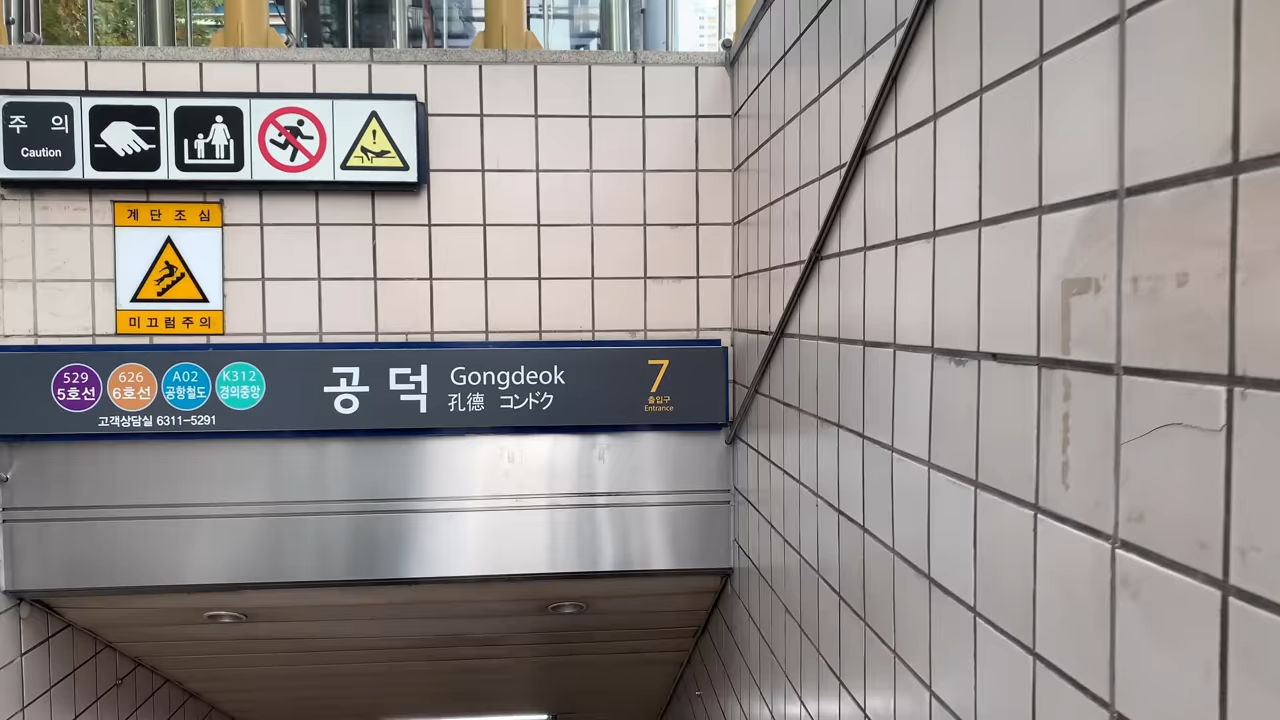 주 의
Caution
계 단 조 심
미끄럼주의
529 5호선
626 6호선
A02 공항철도
K312 경의중앙
고객상담실 6311-5291
공 덕
Gongdeok
孔德 コンドク
7
출입구
Entrance